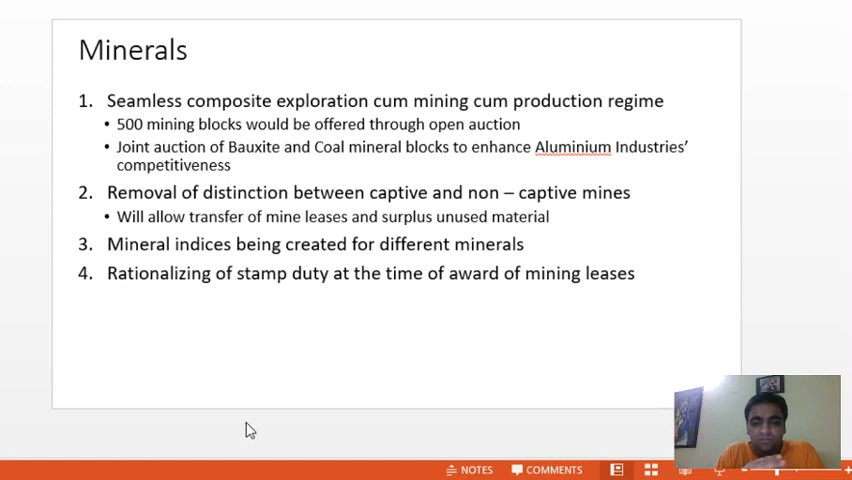 Minerals
1. Seamless composite exploration cum mining cum production regime
• 500 mining blocks would be offered through open auction
• Joint auction of Bauxite and Coal mineral blocks to enhance Aluminium Industries’
competitiveness
2. Removal of distinction between captive and non – captive mines
• Will allow transfer of mine leases and surplus unused material
3. Mineral indices being created for different minerals
4. Rationalizing of stamp duty at the time of award of mining leases
NOTES COMMENTS